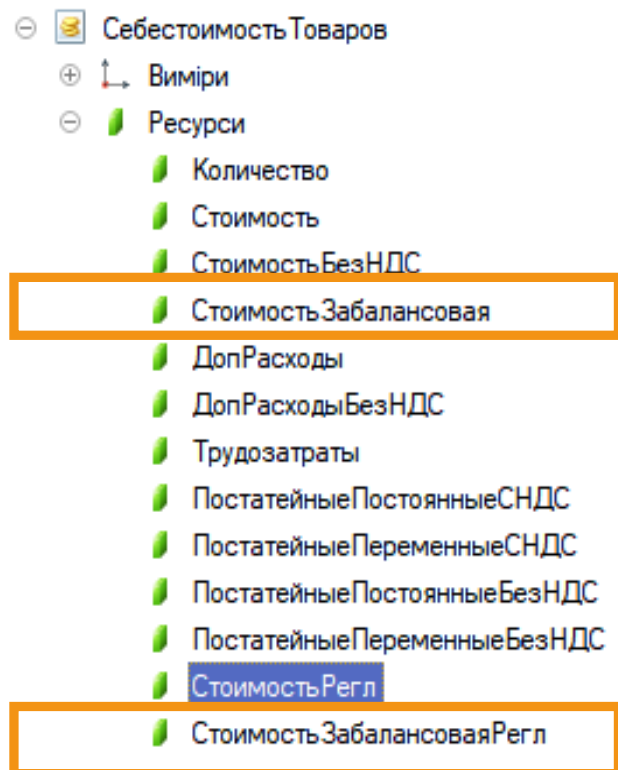 СебестоимостьТоваров
Виміри
Ресурси
Количество
Стоимость
СтоимостьБезНДС
СтоимостьЗабалансовая
ДопРасходы
ДопРасходыБезНДС
Трудозатраты
ПостатейныеПостоянныеСНДС
ПостатейныеПеременныеСНДС
ПостатейныеПостоянныеБезНДС
ПостатейныеПеременныеБезНДС
СтоимостьРегл
СтоимостьЗабалансоваяРегл